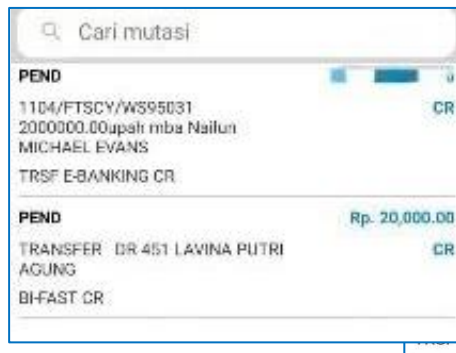 Cari mutasi
PEND
1104/FTSCY/WS95031 CR
2000000.00upah mba Nailun
MICHAEL EVANS
TRSF E-BANKING CR
PEND Rp. 20,000.00
TRANSFER DR 451 LAVINA PUTRI CR
AGUNG
BI-FAST CR